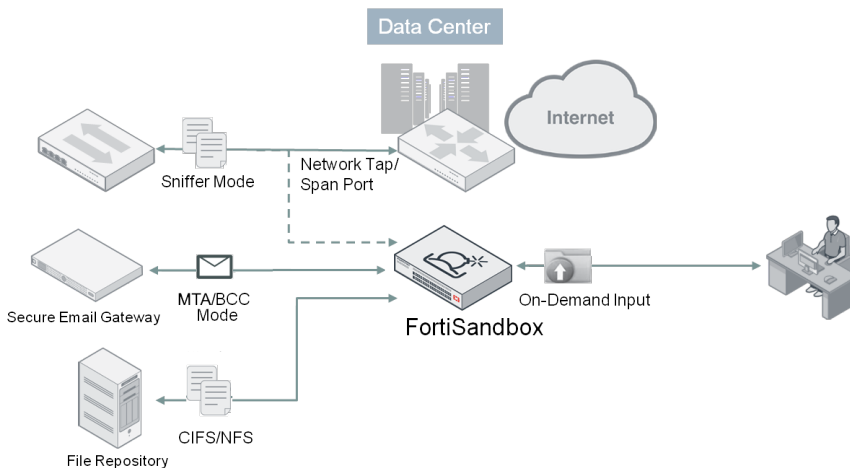 Data Center
Internet
Sniffer Mode
Network Tap/
Span Port
Secure Email Gateway
MTA/BCC
Mode
FortiSandbox
On-Demand Input
CIFS/NFS
File Repository